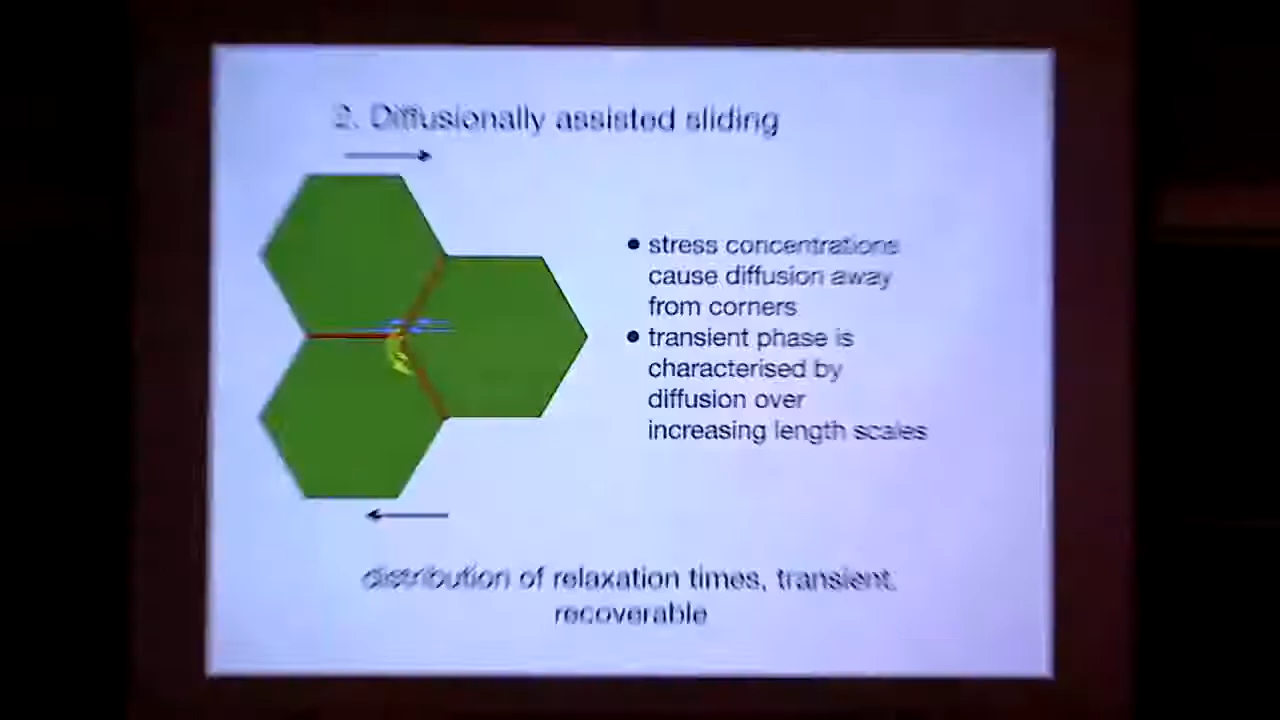 2. Diffusionally assisted sliding
• stress concentrations
cause diffusion away
from corners
• transient phase is
characterised by
diffusion over
increasing length scales
distribution of relaxation times, transient,
recoverable